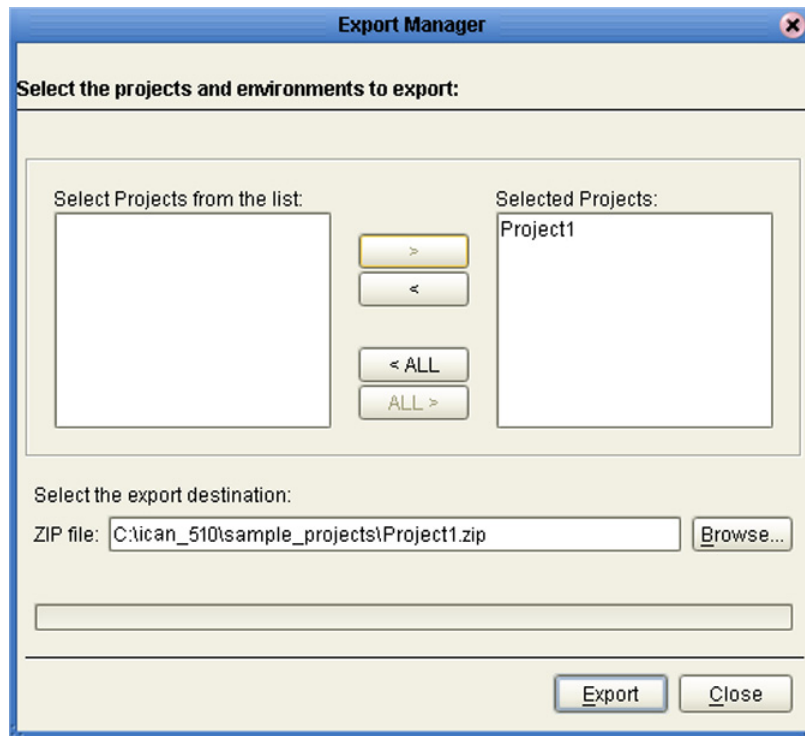 Export Manager
Select the projects and environments to export:
Select Projects from the list:
Selected Projects:
Project1
>
<
< ALL
ALL >
Select the export destination:
ZIP file: C:\ican_510\sample_projects\Project1.zip Browse...
Export Close